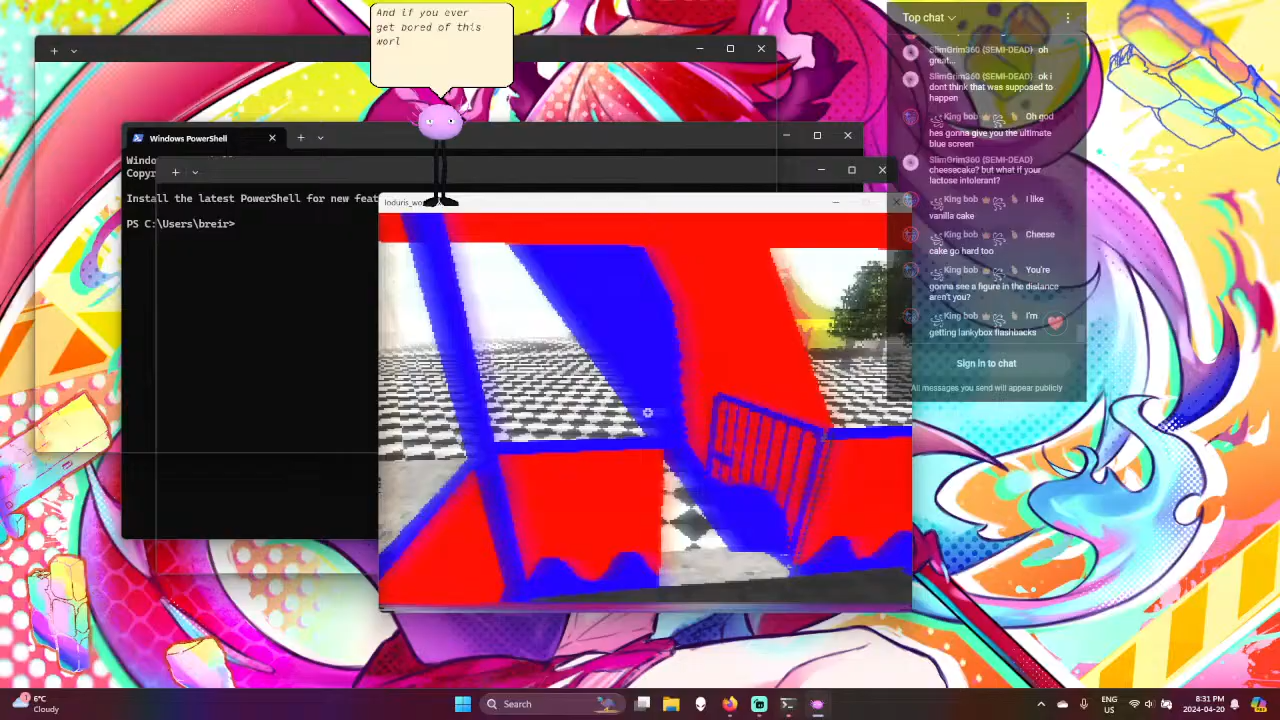 And if you ever
get bored of this
worl
Windows PowerShell
Windo
Copyr
Install the latest PowerShell for new feat
PS C:\Users\breir>
Top chat
SlimGrim360 (SEMI-DEAD) oh
great...
SlimGrim360 (SEMI-DEAD) ok i
dont think that was supposed to
happen
King bob Oh god
hes gonna give you the ultimate
blue screen
SlimGrim360 (SEMI-DEAD)
cheesecake? but what if your
lactose intolerant?
King bob I like
vanilla cake
King bob Cheese
cake go hard too
King bob You're
gonna see a figure in the distance
aren't you?
King bob I'm
getting lankybox flashbacks
Sign in to chat
All messages you send will appear publicly
6°C
Cloudy
Search
ENG
US
8:31 PM
2024-04-20